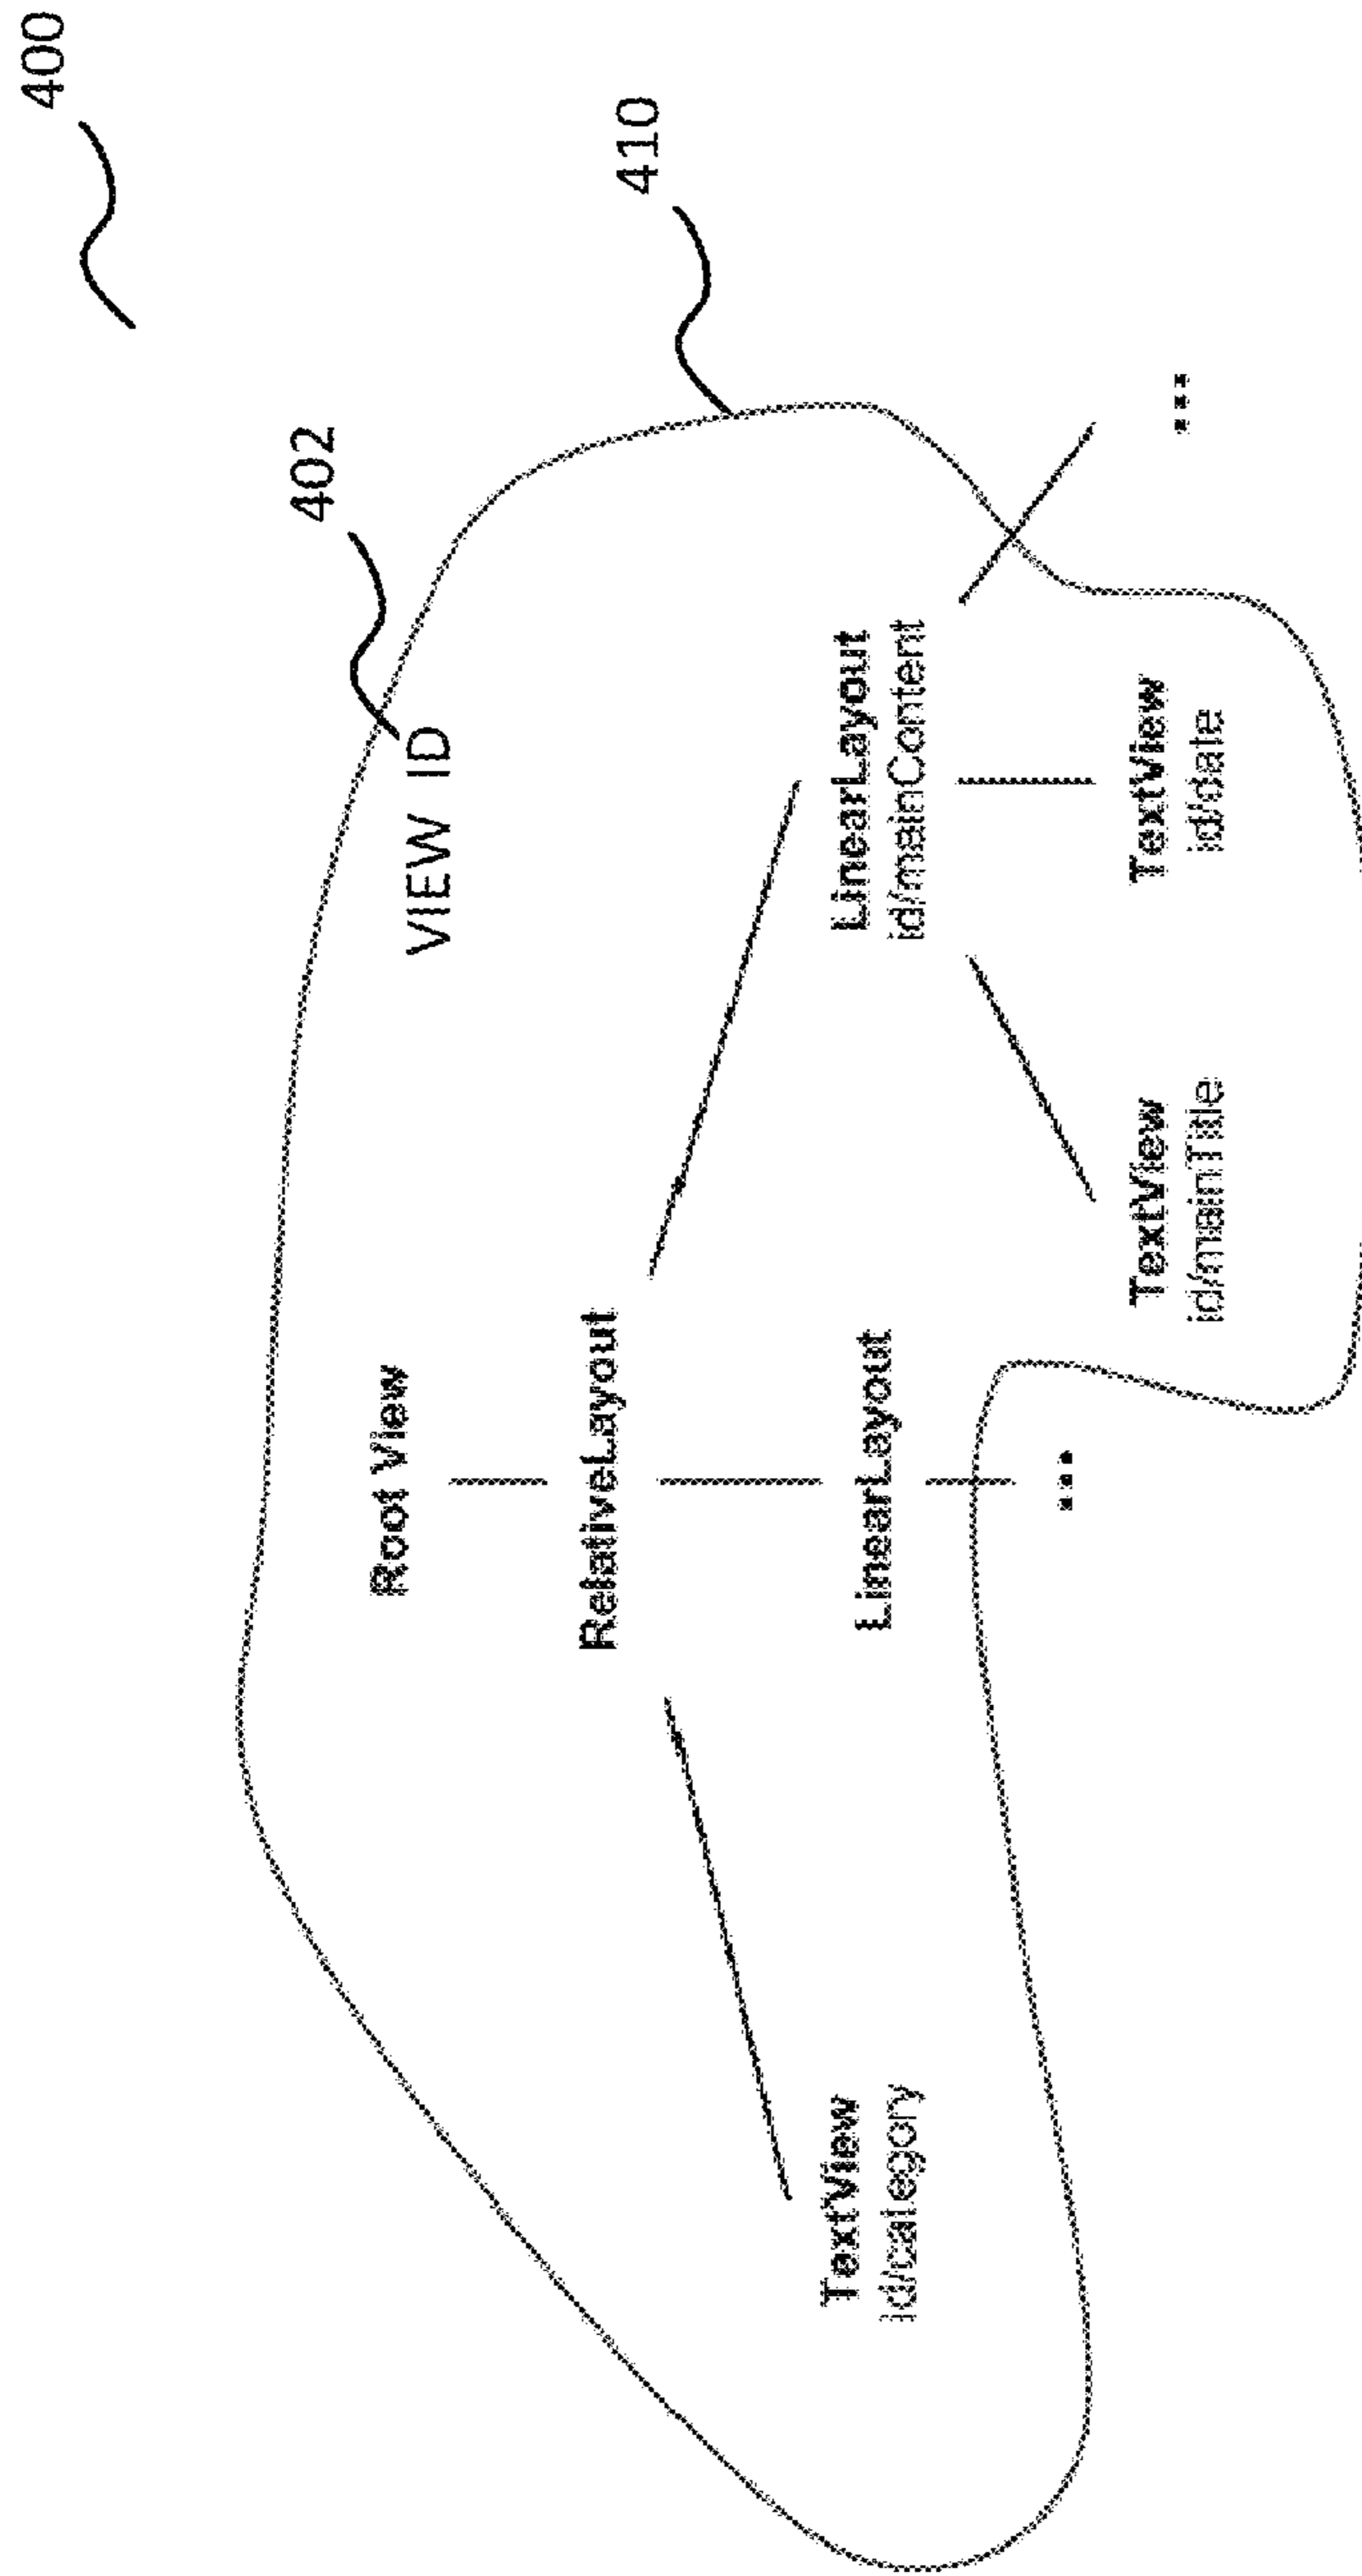 400
410
402
VIEW ID
Root View
RelativeLayout
TextView
id/category
LinearLayout
LinearLayout
id/mainContent
...
TextView
id/mainTitle
TextView
id/date
...